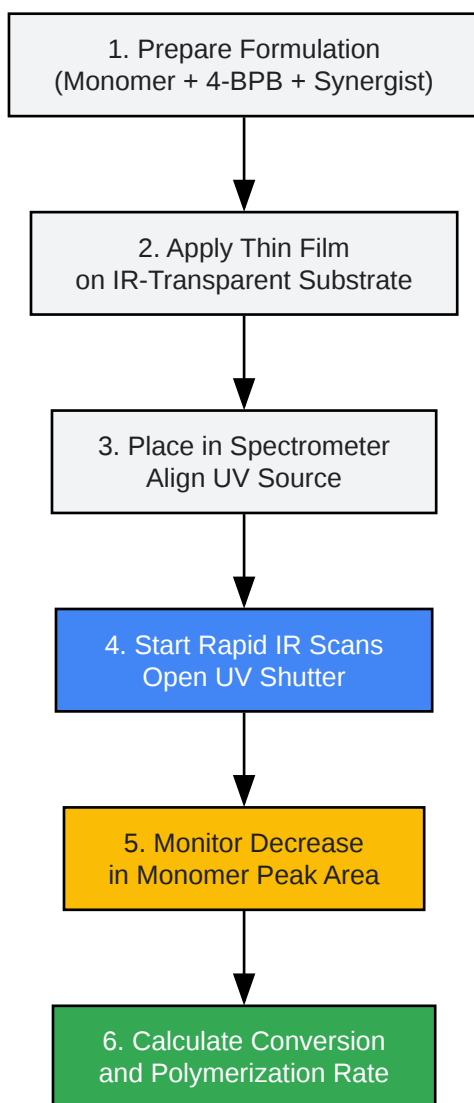 1. Prepare Formulation
(Monomer + 4-BPB + Synergist)
2. Apply Thin Film
on IR-Transparent Substrate
3. Place in Spectrometer
Align UV Source
4. Start Rapid IR Scans
Open UV Shutter
5. Monitor Decrease
in Monomer Peak Area
6. Calculate Conversion
and Polymerization Rate